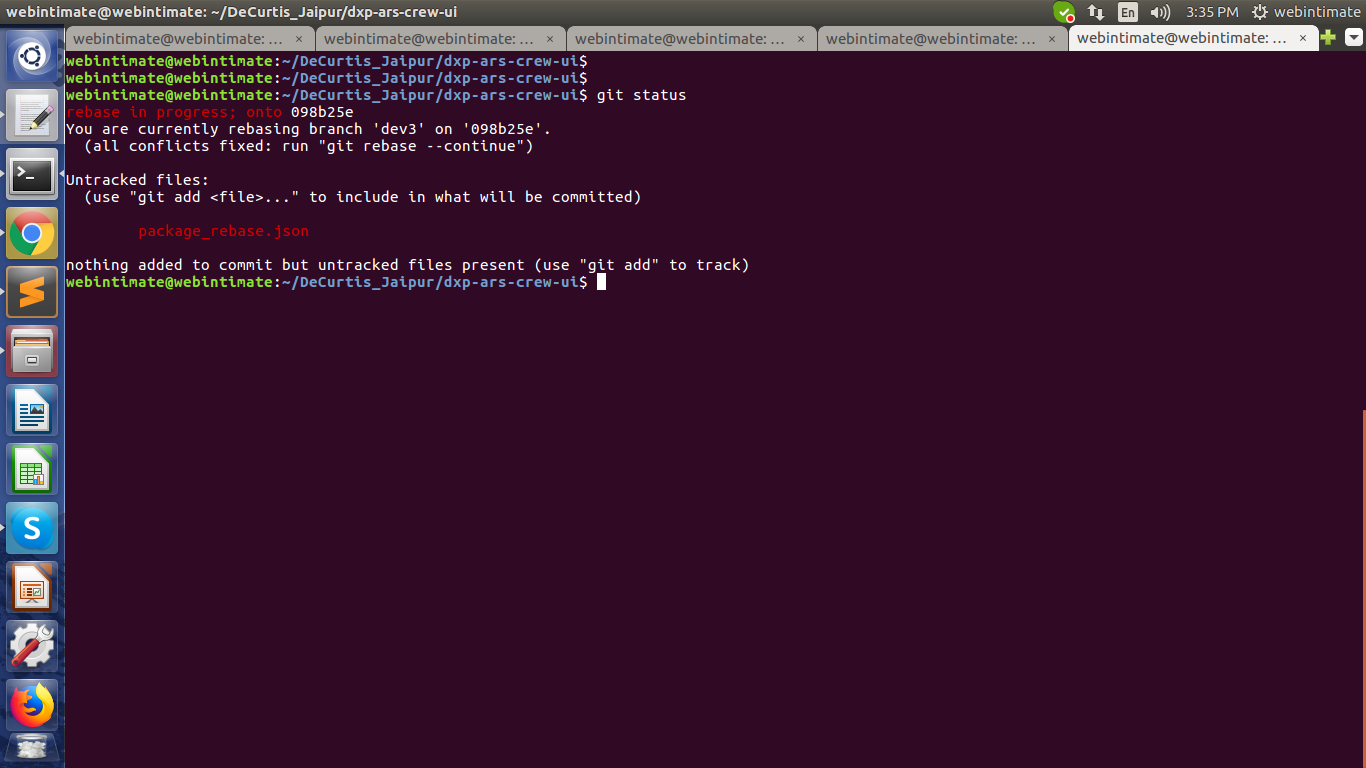 webintimate@webintimate: ~/DeCurtis_Jaipur/dxp-ars-crew-ui
En 3:35 PM webintimate
webintimate@webintimate: ... × webintimate@webintimate: ... × webintimate@webintimate: ... × webintimate@webintimate: ... × webintimate@webintimate: ... ×
webintimate@webintimate:~/DeCurtis_Jaipur/dxp-ars-crew-ui$
webintimate@webintimate:~/DeCurtis_Jaipur/dxp-ars-crew-ui$
webintimate@webintimate:~/DeCurtis_Jaipur/dxp-ars-crew-ui$ git status
rebase in progress; onto 098b25e
You are currently rebasing branch 'dev3' on '098b25e'.
  (all conflicts fixed: run "git rebase --continue")
Untracked files:
  (use "git add <file>..." to include in what will be committed)
        package_rebase.json
nothing added to commit but untracked files present (use "git add" to track)
webintimate@webintimate:~/DeCurtis_Jaipur/dxp-ars-crew-ui$
S